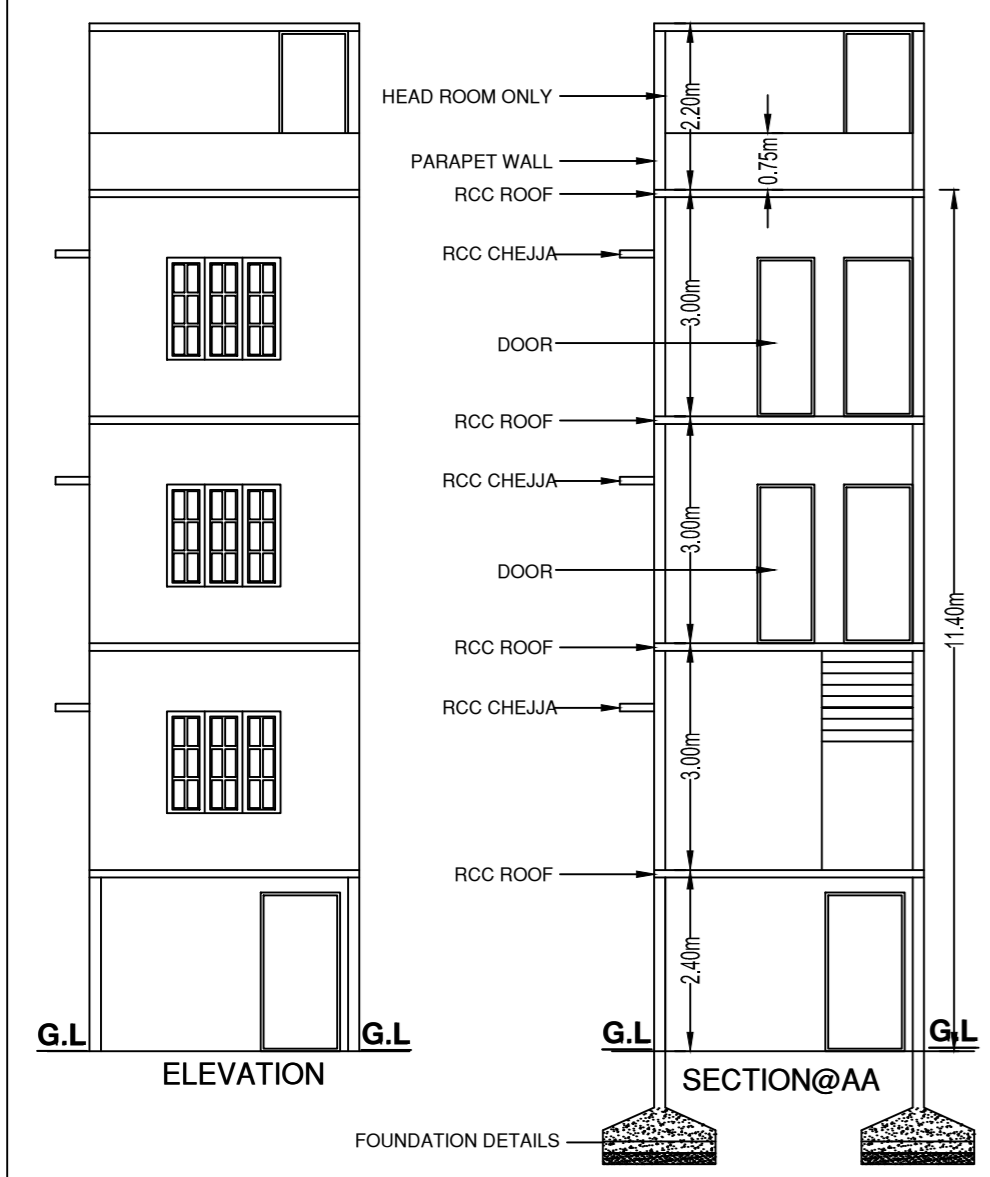 HEAD ROOM ONLY
2.20m
PARAPET WALL
0.75m
RCC ROOF
RCC CHEJJA
3.00m
DOOR
RCC ROOF
RCC CHEJJA
3.00m
DOOR
11.40m
RCC ROOF
RCC CHEJJA
3.00m
RCC ROOF
2.40m
G.L
G.L
G.L
G.L
ELEVATION
SECTION@AA
FOUNDATION DETAILS